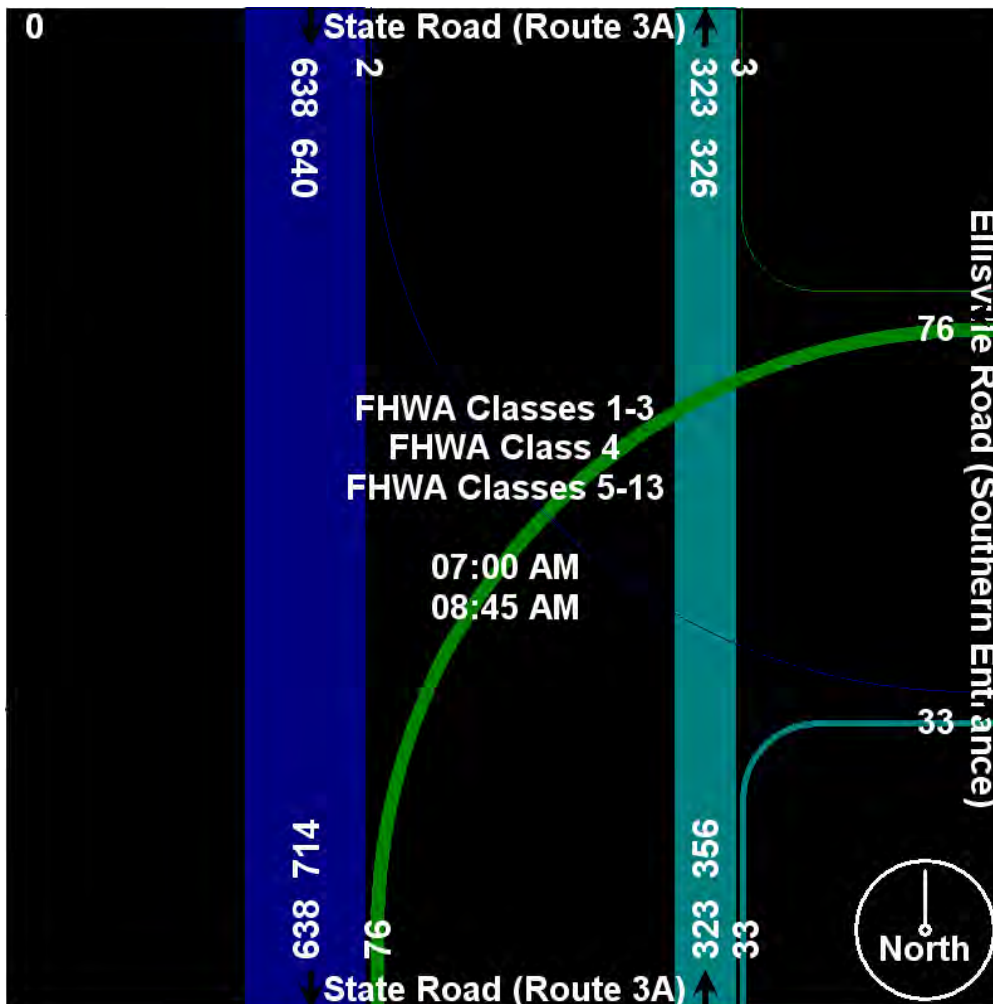 0
State Road (Route 3A)
638 640
2
323 326
3
Ellisville Road (Southern Entrance)
76
FHWA Classes 1-3
FHWA Class 4
FHWA Classes 5-13
07:00 AM
08:45 AM
33
638 714
76
323 356
33
North
State Road (Route 3A)